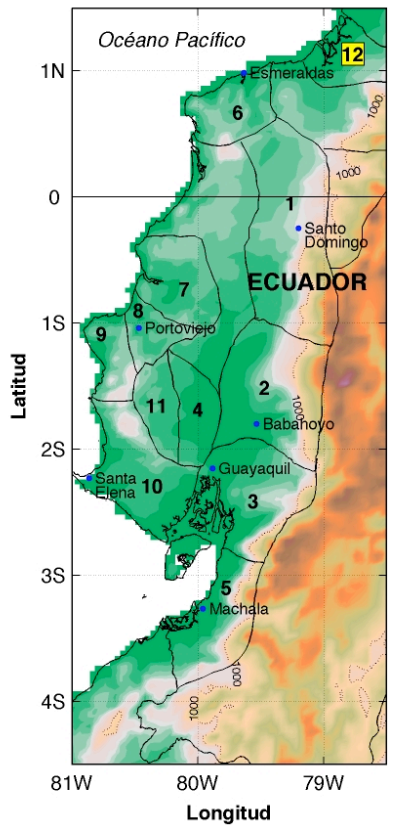 Océano Pacífico
12
Esmeraldas
1N
6
1000
1000
0
1
Santo
Domingo
ECUADOR
7
8
1S
Portoviejo
9
2
11
4
1000
Babahoyo
2S
Guayaquil
Santa
Elena
10
3
3S
5
Machala
1000
1000
4S
81W
80W
79W
Latitud
Longitud